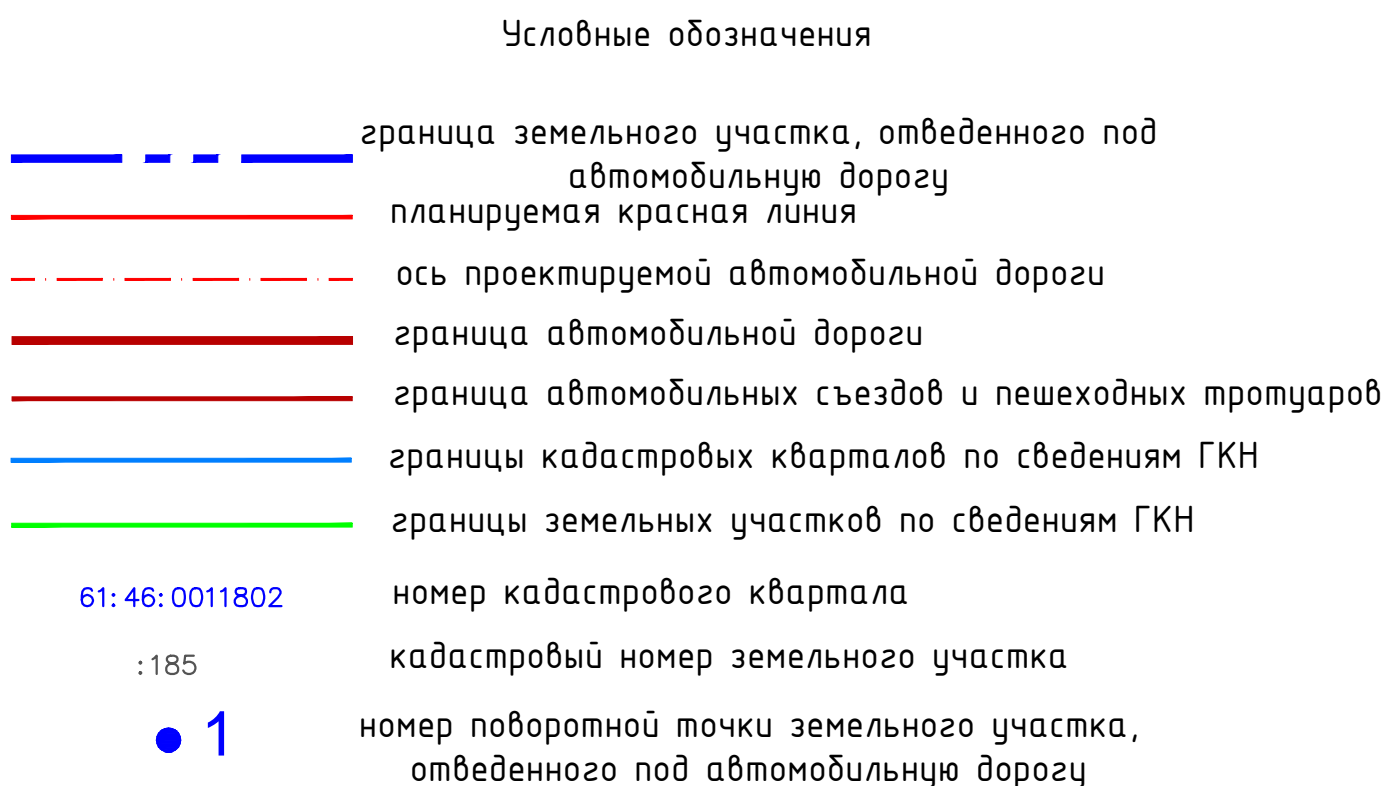 Условные обозначения
граница земельного участка, отведенного под
автомобильную дорогу
планируемая красная линия
ось проектируемой автомобильной дороги
граница автомобильной дороги
граница автомобильных съездов и пешеходных тротуаров
границы кадастровых кварталов по сведениям ГКН
границы земельных участков по сведениям ГКН
61:46:0011802 номер кадастрового квартала
:185 кадастровый номер земельного участка
1 номер поворотной точки земельного участка,
отведенного под автомобильную дорогу